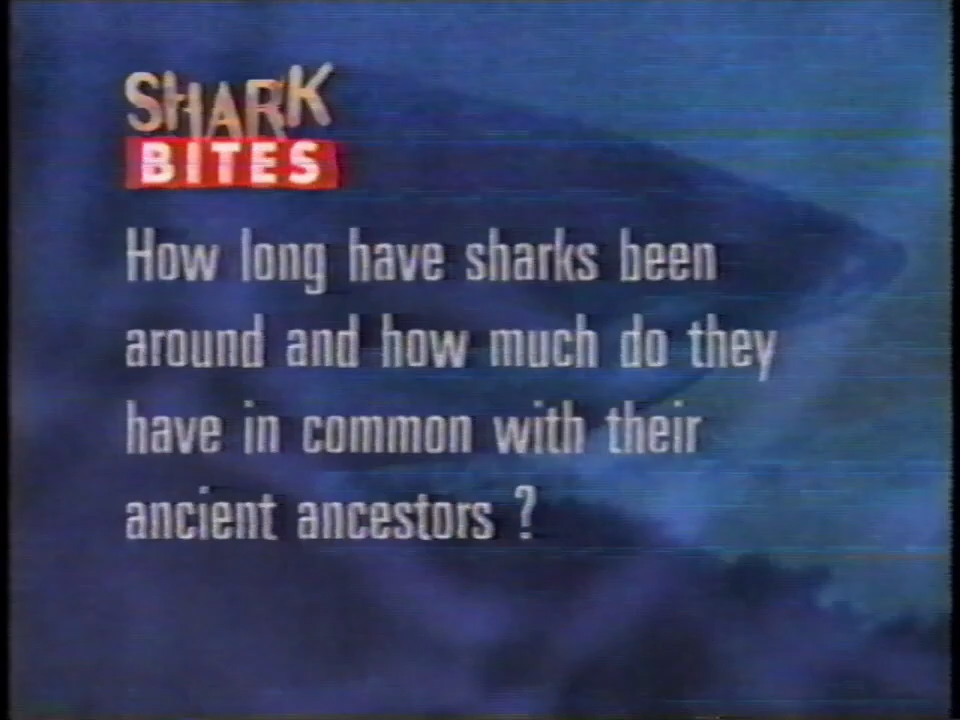 SHARK
BITES
How long have sharks been
around and how much do they
have in common with their
ancient ancestors ?